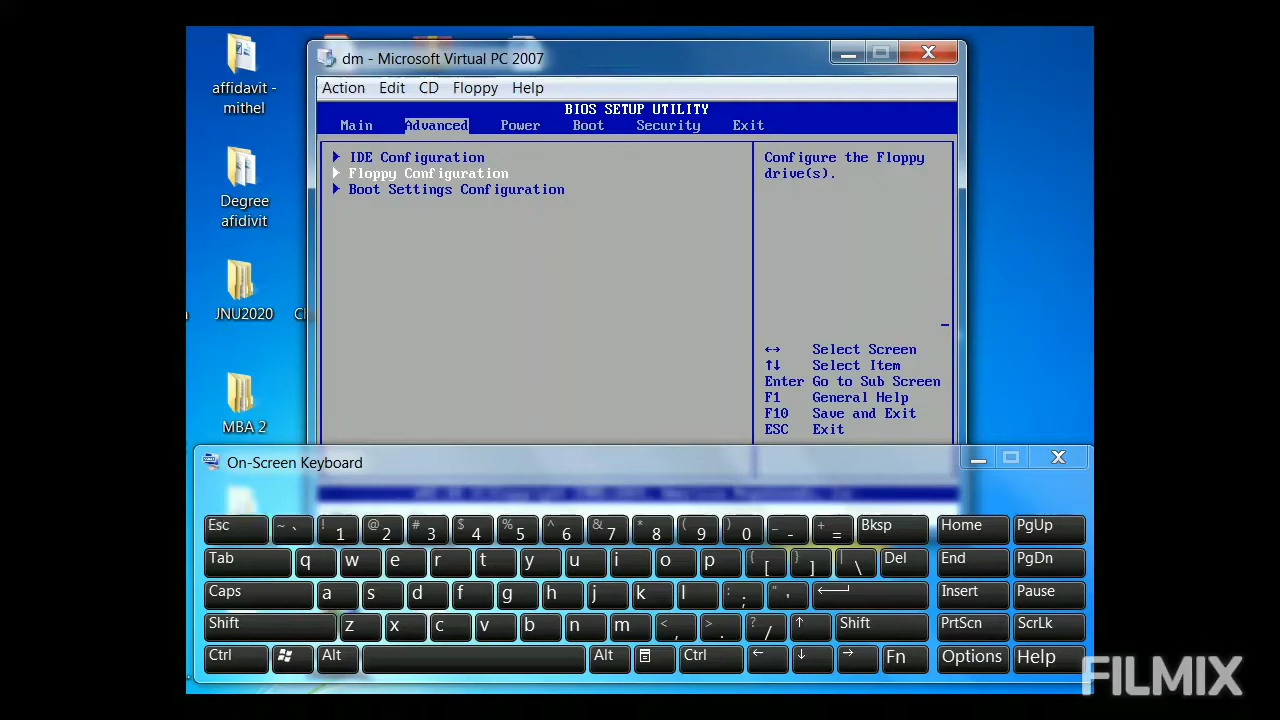 affidavit -
mithel
Degree
afidivit
JNU2020
MBA 2
dm - Microsoft Virtual PC 2007
Action Edit CD Floppy Help
BIOS SETUP UTILITY
Main Advanced Power Boot Security Exit
IDE Configuration
Floppy Configuration
Boot Settings Configuration
Configure the Floppy
drive(s).
↔ Select Screen
↑↓ Select Item
Enter Go to Sub Screen
F1 General Help
F10 Save and Exit
ESC Exit
On-Screen Keyboard
Esc ~ ` ! 1 @ 2 # 3 $ 4 % 5 ^ 6 & 7 * 8 ( 9 ) 0 _ - + = Bksp Home PgUp
Tab q w e r t y u i o p { [ } ] | \ Del End PgDn
Caps a s d f g h j k l : ; " ' Insert Pause
Shift z x c v b n m < , > . ? / ↑ Shift PrtScn ScrLk
Ctrl Alt Alt Ctrl ← ↓ → Fn Options Help
FILMIX